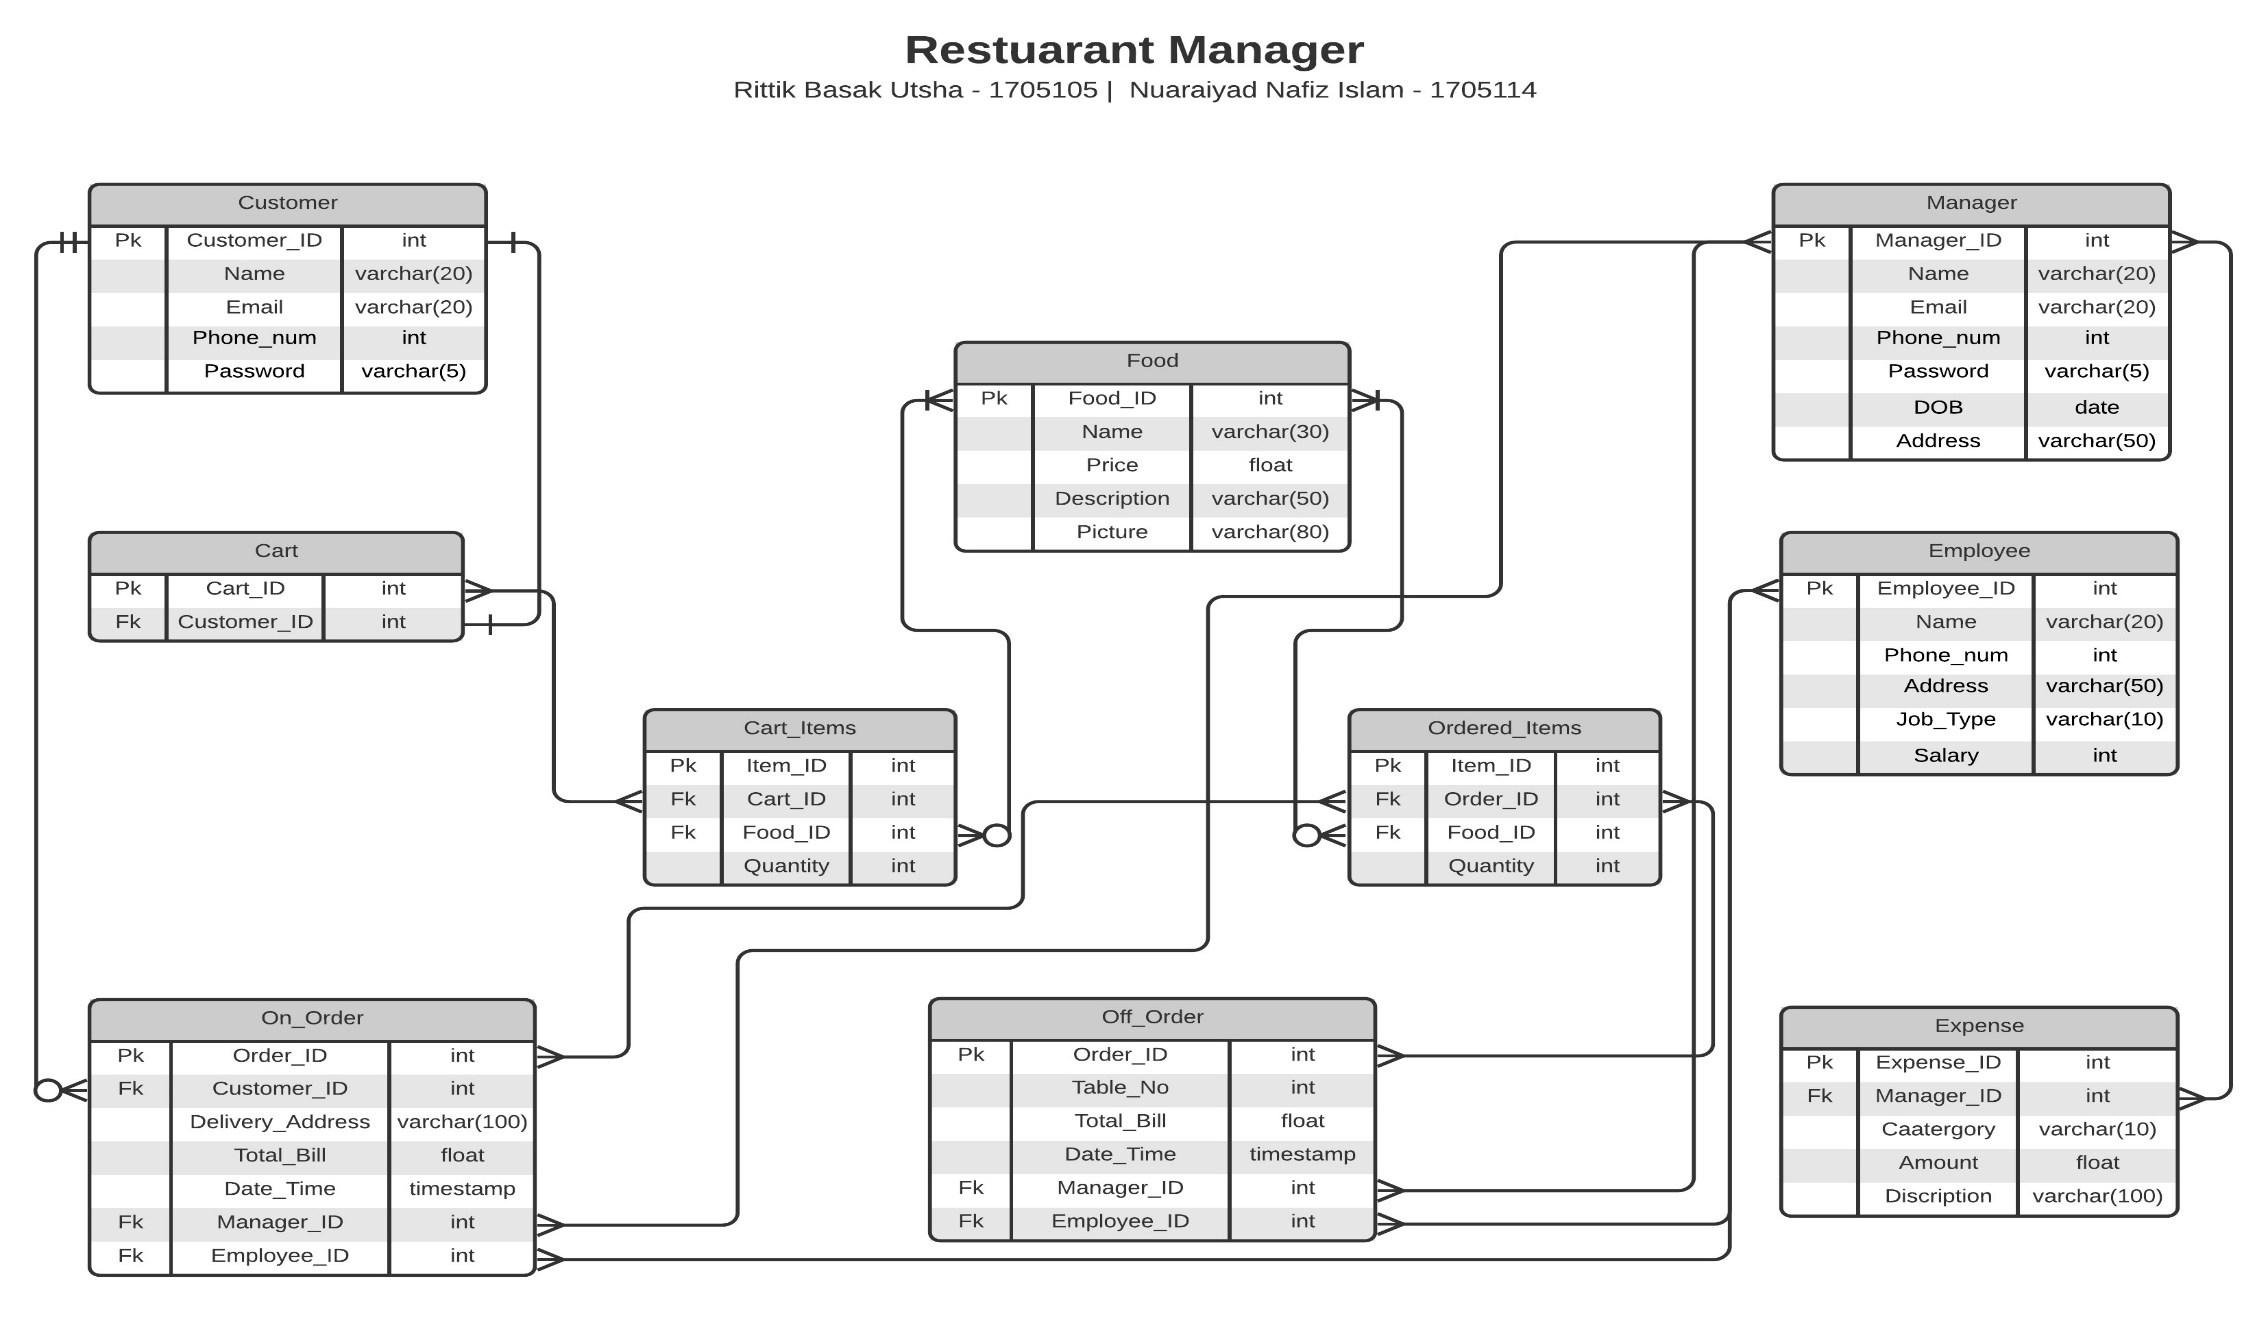 Restuarant Manager
Rittik Basak Utsha - 1705105 | Nuaraiyad Nafiz Islam - 1705114
Customer
Pk Customer_ID int
Name varchar(20)
Email varchar(20)
Phone_num int
Password varchar(5)
Cart
Pk Cart_ID int
Fk Customer_ID int
Food
Pk Food_ID int
Name varchar(30)
Price float
Description varchar(50)
Picture varchar(80)
Manager
Pk Manager_ID int
Name varchar(20)
Email varchar(20)
Phone_num int
Password varchar(5)
DOB date
Address varchar(50)
Employee
Pk Employee_ID int
Name varchar(20)
Phone_num int
Address varchar(50)
Job_Type varchar(10)
Salary int
Cart_Items
Pk Item_ID int
Fk Cart_ID int
Fk Food_ID int
Quantity int
Ordered_Items
Pk Item_ID int
Fk Order_ID int
Fk Food_ID int
Quantity int
On_Order
Pk Order_ID int
Fk Customer_ID int
Delivery_Address varchar(100)
Total_Bill float
Date_Time timestamp
Fk Manager_ID int
Fk Employee_ID int
Off_Order
Pk Order_ID int
Table_No int
Total_Bill float
Date_Time timestamp
Fk Manager_ID int
Fk Employee_ID int
Expense
Pk Expense_ID int
Fk Manager_ID int
Caatergory varchar(10)
Amount float
Discription varchar(100)